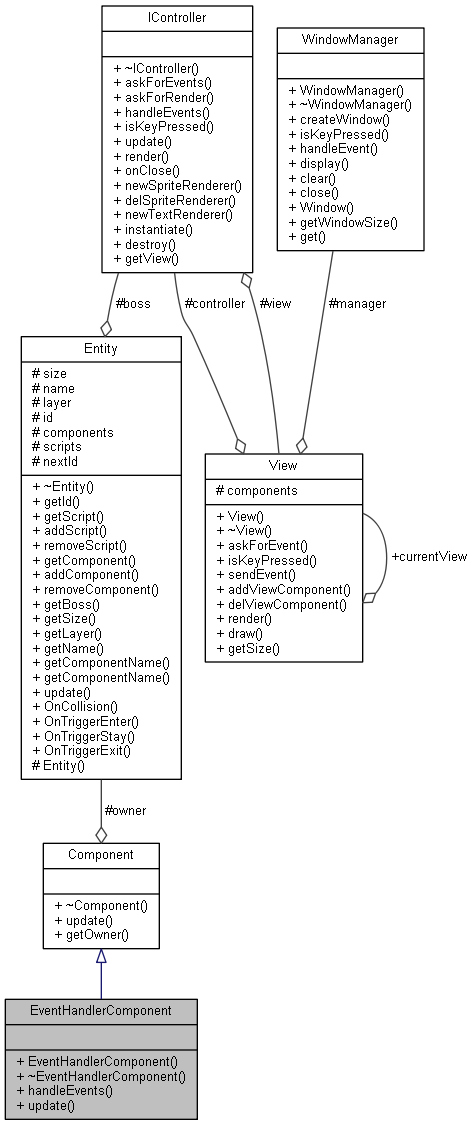 IController
+ ~IController()
+ askForEvents()
+ askForRender()
+ handleEvents()
+ isKeyPressed()
+ update()
+ render()
+ onClose()
+ newSpriteRenderer()
+ delSpriteRenderer()
+ newTextRenderer()
+ instantiate()
+ destroy()
+ getView()
WindowManager
+ WindowManager()
+ ~WindowManager()
+ createWindow()
+ isKeyPressed()
+ handleEvent()
+ display()
+ clear()
+ close()
+ Window()
+ getWindowSize()
+ get()
#boss
#controller
#view
#manager
Entity
# size
# name
# layer
# id
# components
# scripts
# nextId
+ ~Entity()
+ getId()
+ getScript()
+ addScript()
+ removeScript()
+ getComponent()
+ addComponent()
+ removeComponent()
+ getBoss()
+ getSize()
+ getLayer()
+ getName()
+ getComponentName()
+ getComponentName()
+ update()
+ OnCollision()
+ OnTriggerEnter()
+ OnTriggerStay()
+ OnTriggerExit()
# Entity()
View
# components
+ View()
+ ~View()
+ askForEvent()
+ isKeyPressed()
+ sendEvent()
+ addViewComponent()
+ delViewComponent()
+ render()
+ draw()
+ getSize()
+currentView
#owner
Component
+ ~Component()
+ update()
+ getOwner()
EventHandlerComponent
+ EventHandlerComponent()
+ ~EventHandlerComponent()
+ handleEvents()
+ update()